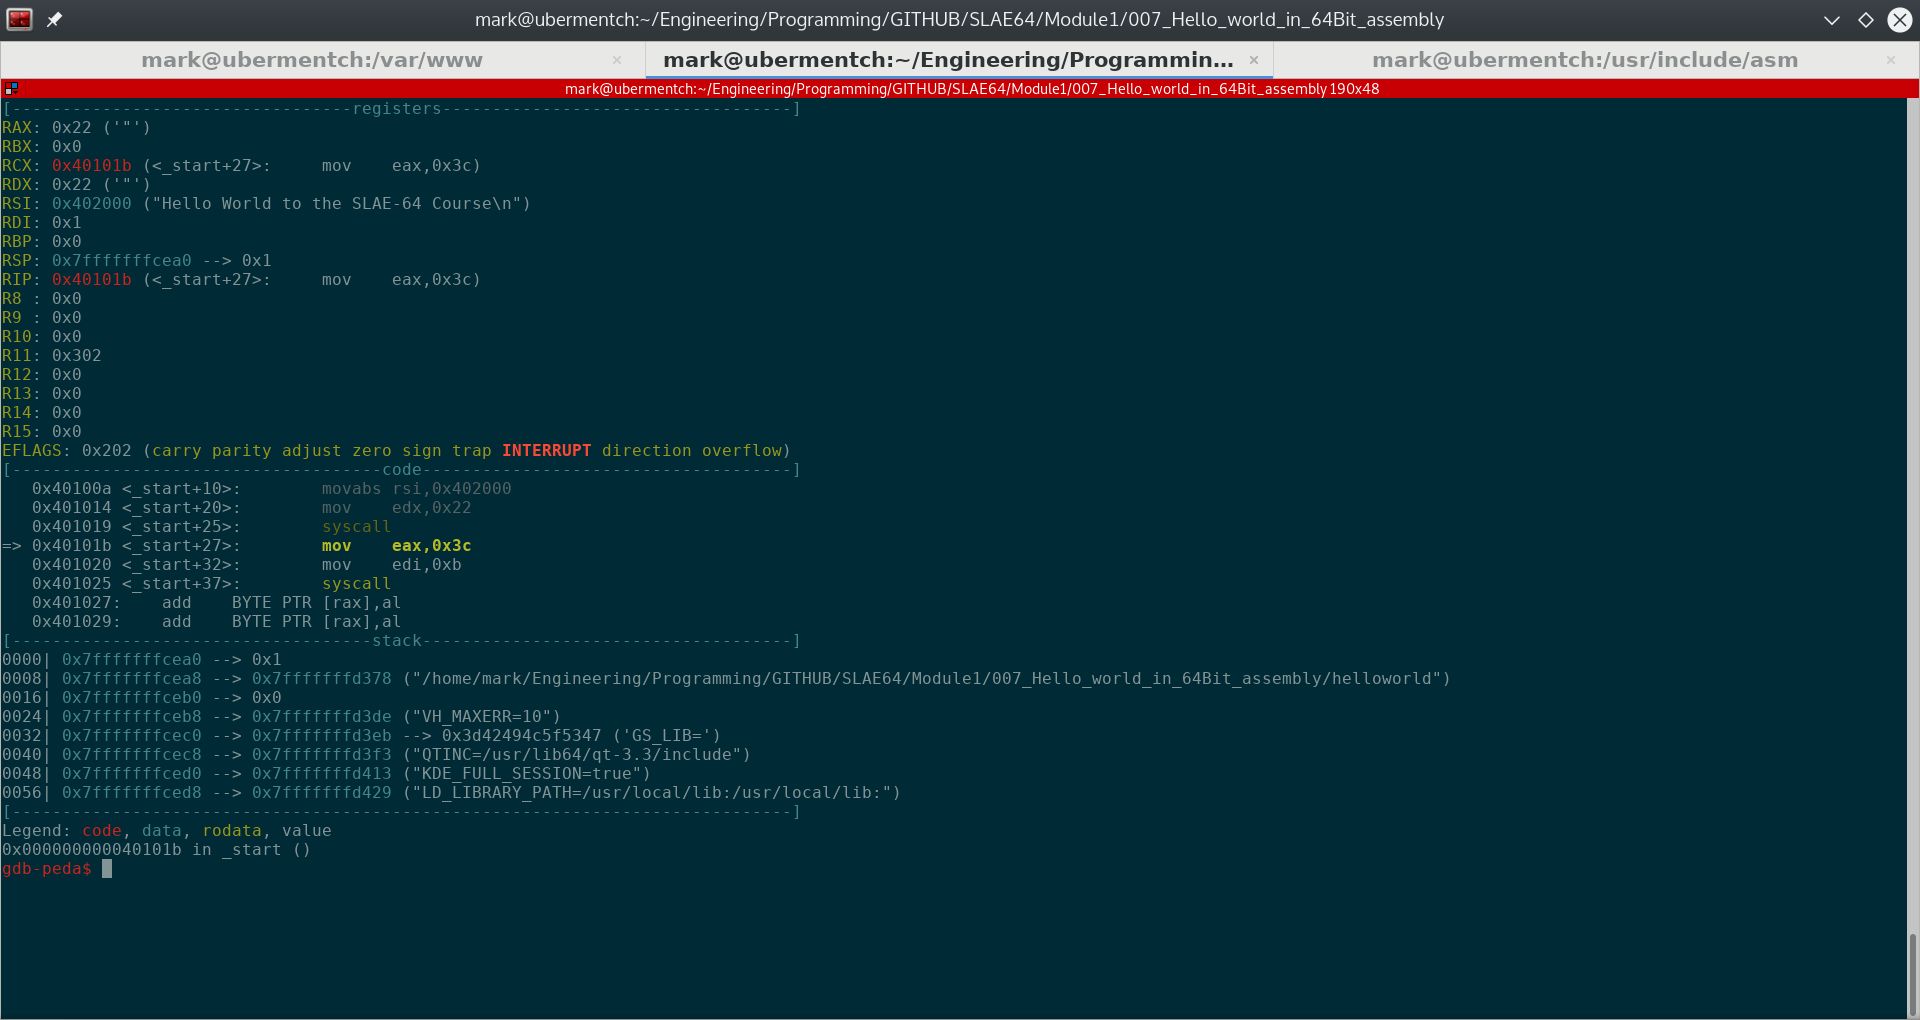 mark@ubermentch:~/Engineering/Programming/GITHUB/SLAE64/Module1/007_Hello_world_in_64Bit_assembly
mark@ubermentch:/var/www
mark@ubermentch:~/Engineering/Programmin...
mark@ubermentch:/usr/include/asm
mark@ubermentch:~/Engineering/Programming/GITHUB/SLAE64/Module1/007_Hello_world_in_64Bit_assembly 190x48
[----------------------------------registers-----------------------------------]
RAX: 0x22 ('"')
RBX: 0x0
RCX: 0x40101b (<_start+27>:     mov    eax,0x3c)
RDX: 0x22 ('"')
RSI: 0x402000 ("Hello World to the SLAE-64 Course\n")
RDI: 0x1
RBP: 0x0
RSP: 0x7fffffffcea0 --> 0x1
RIP: 0x40101b (<_start+27>:     mov    eax,0x3c)
R8 : 0x0
R9 : 0x0
R10: 0x0
R11: 0x302
R12: 0x0
R13: 0x0
R14: 0x0
R15: 0x0
EFLAGS: 0x202 (carry parity adjust zero sign trap INTERRUPT direction overflow)
[-------------------------------------code-------------------------------------]
   0x40100a <_start+10>:        movabs rsi,0x402000
   0x401014 <_start+20>:        mov    edx,0x22
   0x401019 <_start+25>:        syscall
=> 0x40101b <_start+27>:        mov    eax,0x3c
   0x401020 <_start+32>:        mov    edi,0xb
   0x401025 <_start+37>:        syscall
   0x401027:    add    BYTE PTR [rax],al
   0x401029:    add    BYTE PTR [rax],al
[------------------------------------stack-------------------------------------]
0000| 0x7fffffffcea0 --> 0x1
0008| 0x7fffffffcea8 --> 0x7fffffffd378 ("/home/mark/Engineering/Programming/GITHUB/SLAE64/Module1/007_Hello_world_in_64Bit_assembly/helloworld")
0016| 0x7fffffffceb0 --> 0x0
0024| 0x7fffffffceb8 --> 0x7fffffffd3de ("VH_MAXERR=10")
0032| 0x7fffffffcec0 --> 0x7fffffffd3eb --> 0x3d42494c5f5347 ('GS_LIB=')
0040| 0x7fffffffcec8 --> 0x7fffffffd3f3 ("QTINC=/usr/lib64/qt-3.3/include")
0048| 0x7fffffffced0 --> 0x7fffffffd413 ("KDE_FULL_SESSION=true")
0056| 0x7fffffffced8 --> 0x7fffffffd429 ("LD_LIBRARY_PATH=/usr/local/lib:/usr/local/lib:")
[------------------------------------------------------------------------------]
Legend: code, data, rodata, value
0x000000000040101b in _start ()
gdb-peda$